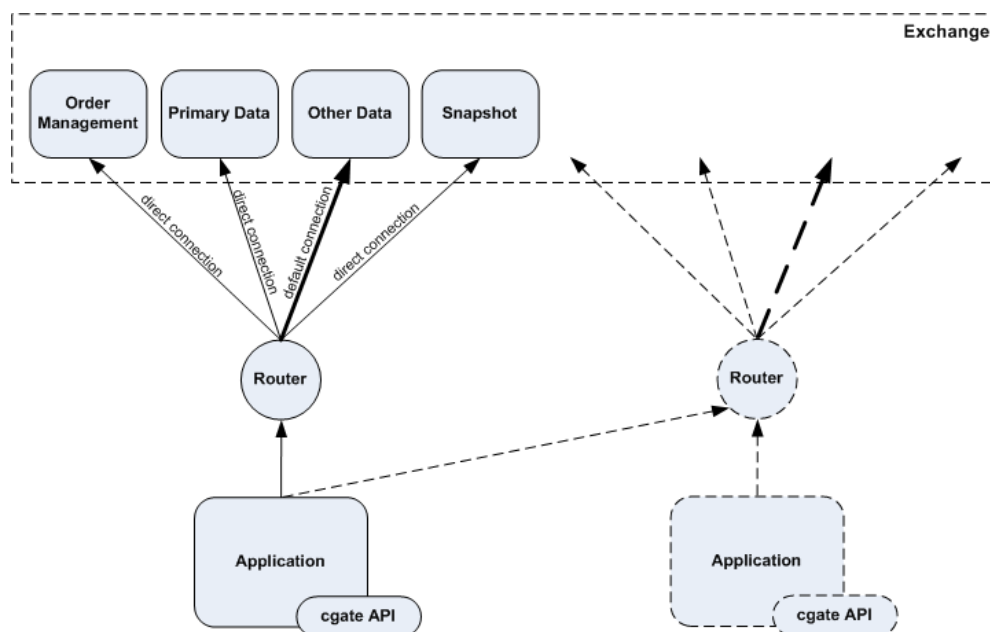 Exchange
Order
Management
Primary Data
Other Data
Snapshot
direct connection
direct connection
default connection
direct connection
Router
Router
Application
cgate API
Application
cgate API